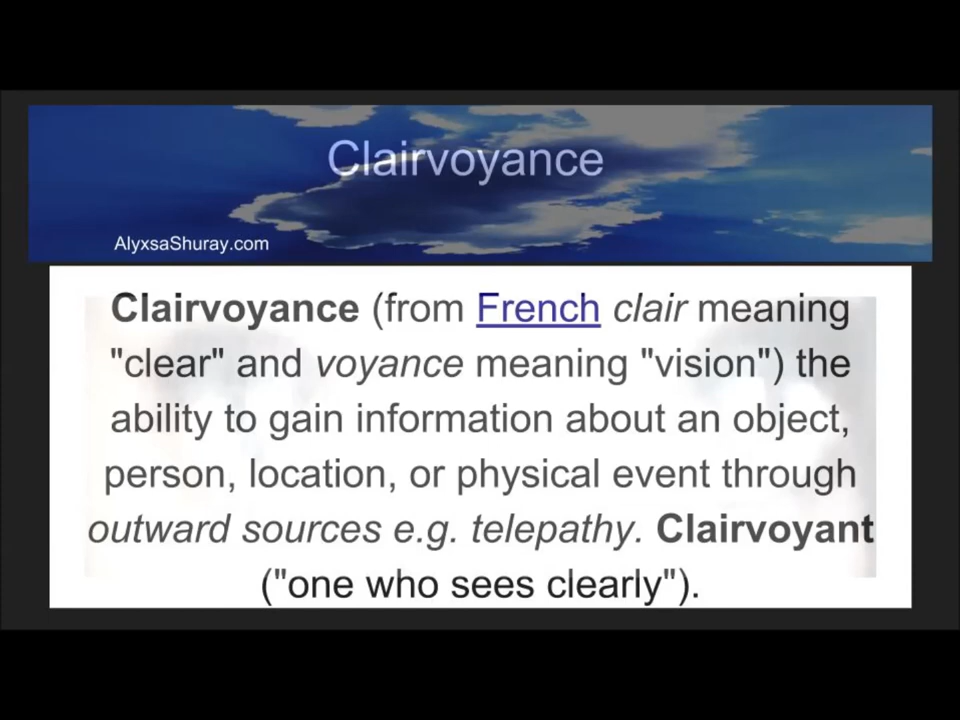 Clairvoyance
AlyxsaShuray.com
Clairvoyance (from French clair meaning
"clear" and voyance meaning "vision") the
ability to gain information about an object,
person, location, or physical event through
outward sources e.g. telepathy. Clairvoyant
("one who sees clearly").